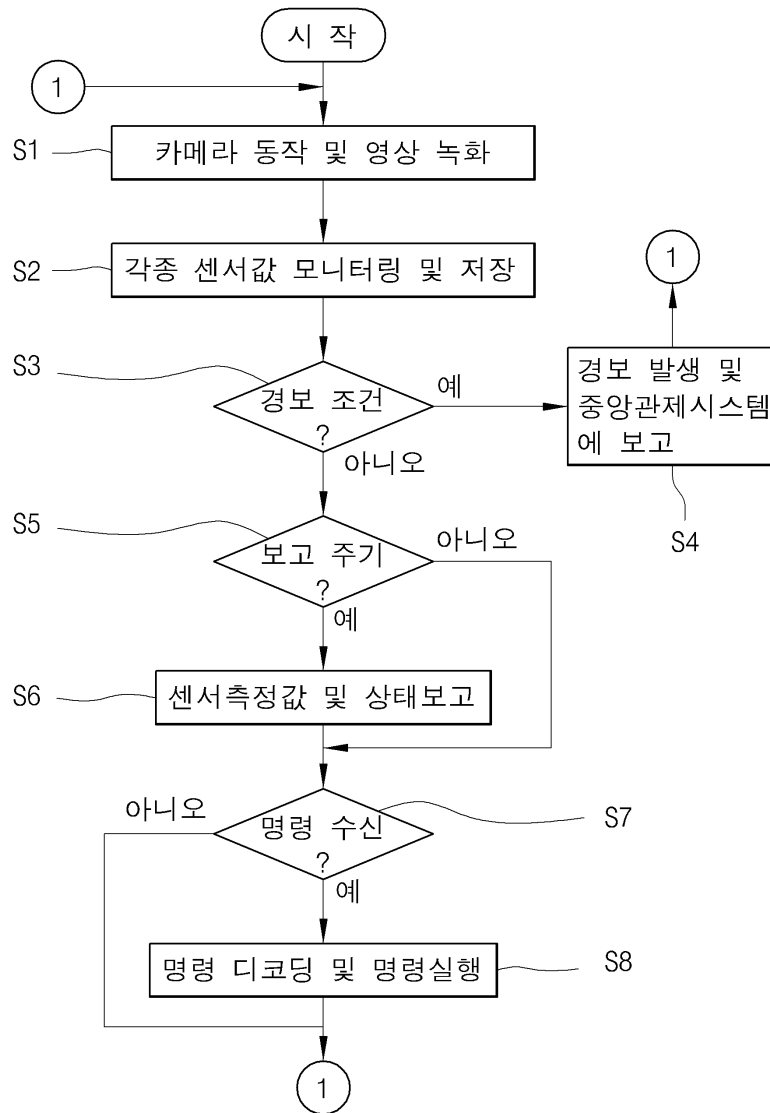 시 작
1
S1
카메라 동작 및 영상 녹화
S2
각종 센서값 모니터링 및 저장
1
S3
경보 조건
?
예
아니오
경보 발생 및
중앙관제시스템
에 보고
S4
S5
보고 주기
?
아니오
예
S6
센서측정값 및 상태보고
아니오
명령 수신
?
S7
예
명령 디코딩 및 명령실행
S8
1